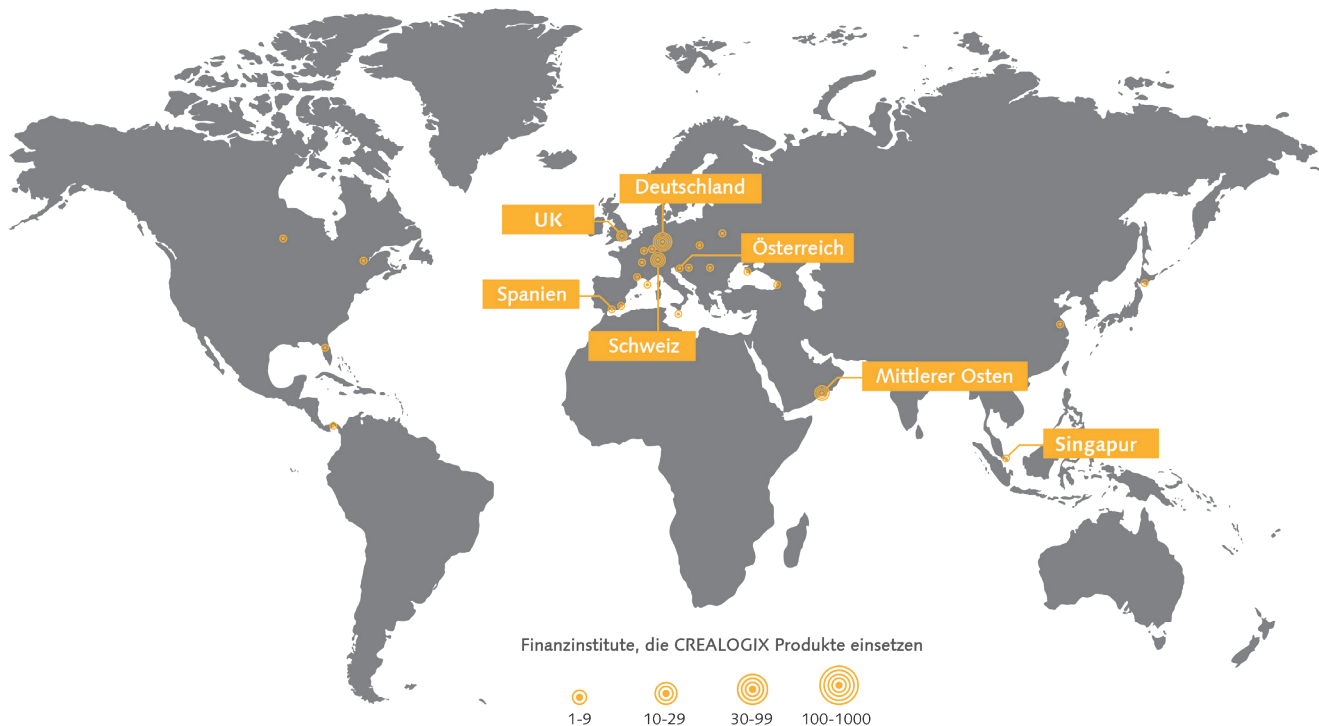 Deutschland
UK
Österreich
Spanien
Schweiz
Mittlerer Osten
Singapur
Finanzinstitute, die CREALOGIX Produkte einsetzen
1-9
10-29
30-99
100-1000